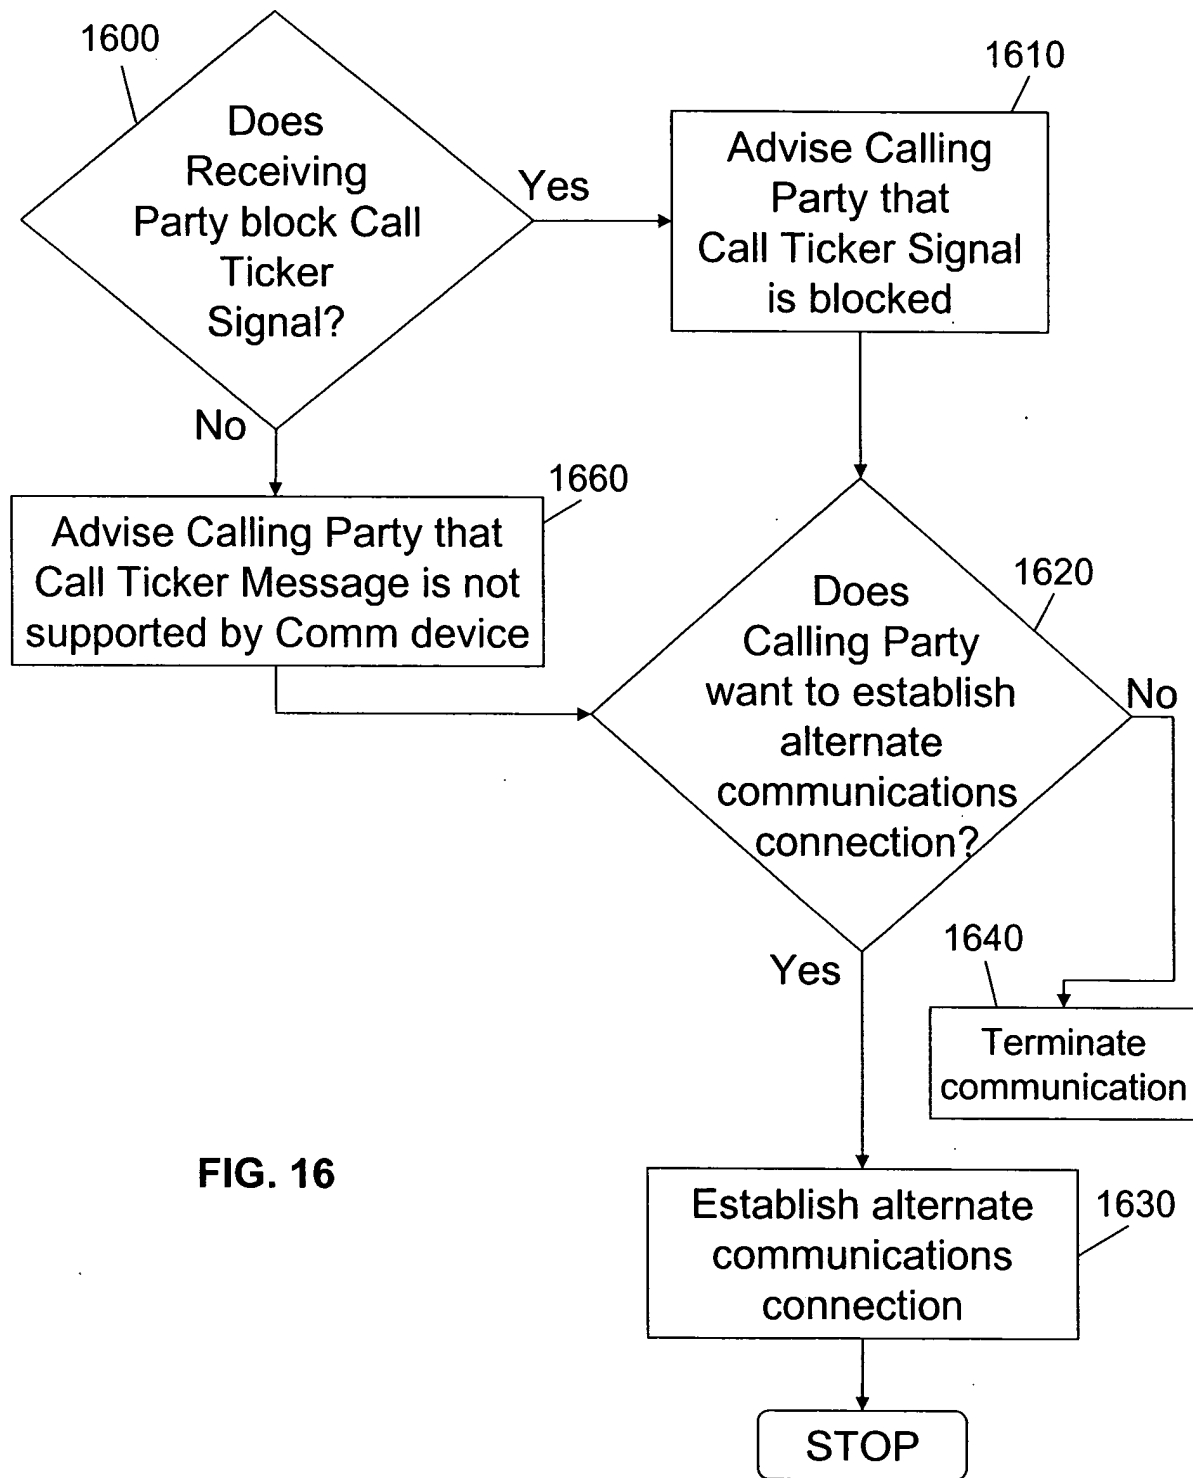 1600
Does
Receiving
Party block Call
Ticker
Signal?
Yes
1610
Advise Calling
Party that
Call Ticker Signal
is blocked
No
1660
Advise Calling Party that
Call Ticker Message is not
supported by Comm device
1620
Does
Calling Party
want to establish
alternate
communications
connection?
No
Yes
1640
Terminate
communication
FIG. 16
1630
Establish alternate
communications
connection
STOP